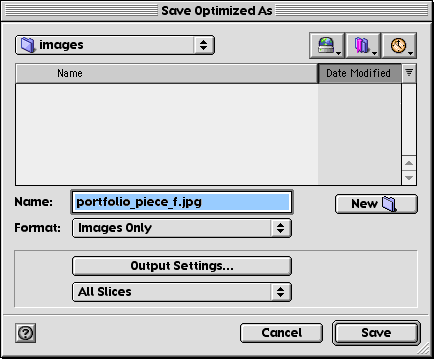 Save Optimized As
images
Name Date Modified
Name: portfolio_piece_f.jpg New
Format: Images Only
Output Settings...
All Slices
? Cancel Save